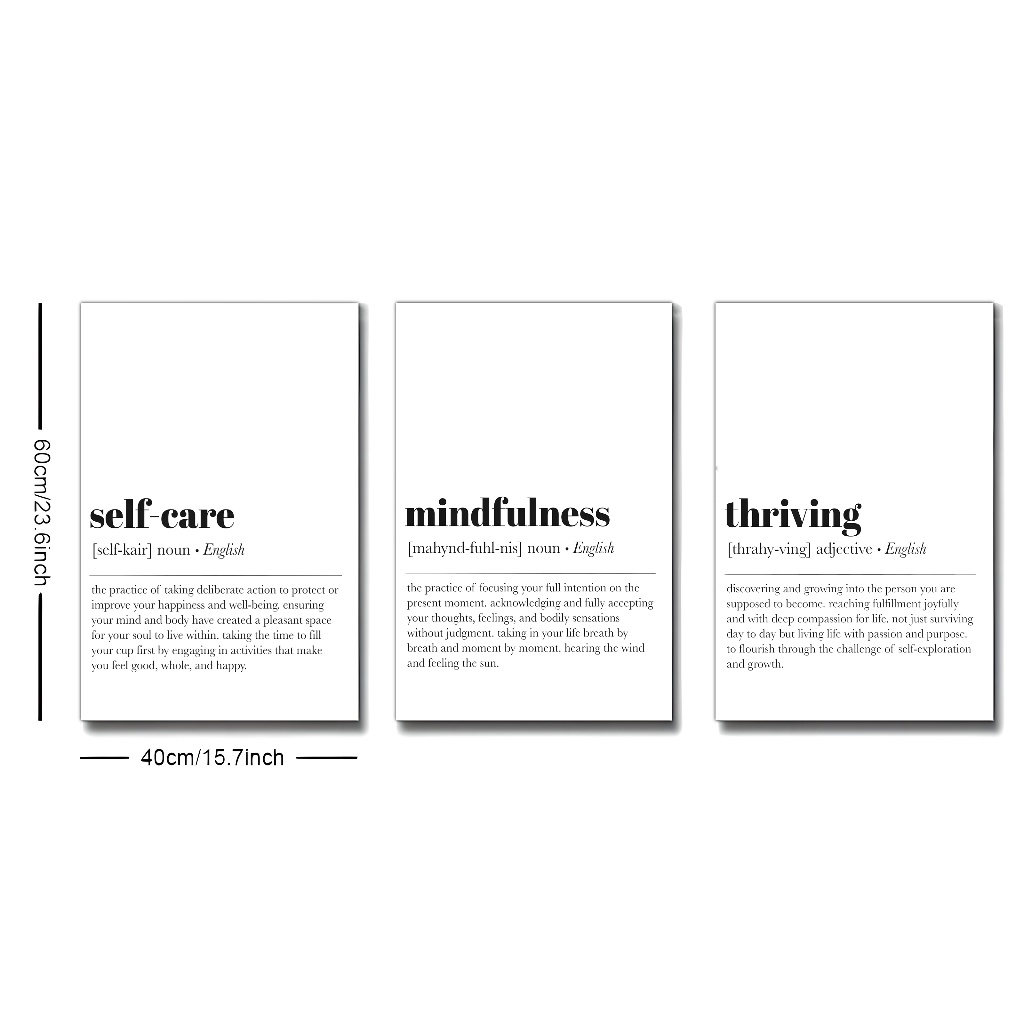 60cm/23.6inch
self-care
[self-kair] noun • English
the practice of taking deliberate action to protect or
improve your happiness and well-being. ensuring
your mind and body have created a pleasant space
for your soul to live within. taking the time to fill
your cup first by engaging in activities that make
you feel good, whole, and happy.
40cm/15.7inch
mindfulness
[mahynd-fuhl-nis] noun • English
the practice of focusing your full intention on the
present moment. acknowledging and fully accepting
your thoughts, feelings, and bodily sensations
without judgment. taking in your life breath by
breath and moment by moment. hearing the wind
and feeling the sun.
thriving
[thrahy-ving] adjective • English
discovering and growing into the person you are
supposed to become. reaching fulfillment joyfully
and with deep compassion for life. not just surviving
day to day but living life with passion and purpose.
to flourish through the challenge of self-exploration
and growth.